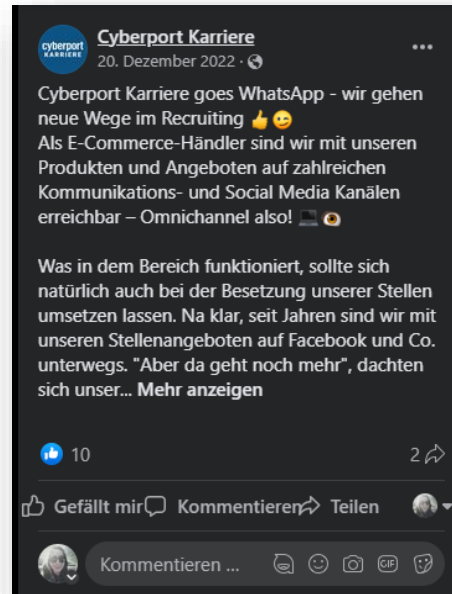 cyberport
KARRIERE
Cyberport Karriere
20. Dezember 2022 ·
Cyberport Karriere goes WhatsApp - wir gehen
neue Wege im Recruiting 👍😉
Als E-Commerce-Händler sind wir mit unseren
Produkten und Angeboten auf zahlreichen
Kommunikations- und Social Media Kanälen
erreichbar – Omnichannel also! 💻👁
Was in dem Bereich funktioniert, sollte sich
natürlich auch bei der Besetzung unserer Stellen
umsetzen lassen. Na klar, seit Jahren sind wir mit
unseren Stellenangeboten auf Facebook und Co.
unterwegs. "Aber da geht noch mehr", dachten
sich unser... Mehr anzeigen
10 2
Gefällt mir Kommentieren Teilen
Kommentieren ... GIF